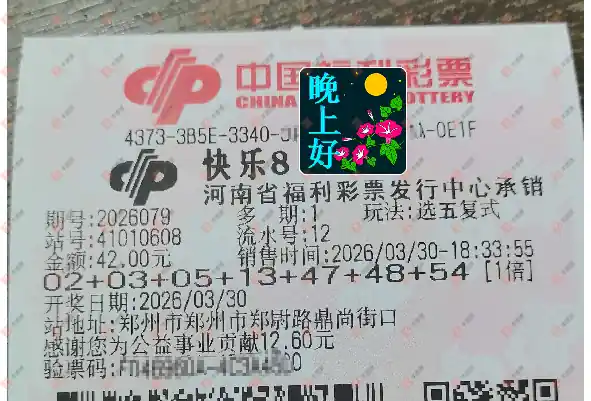 中国福利彩票
CHINA LOTTERY
4373-3B5E-3340- -0E1F
晚上好
快乐8
河南省福利彩票发行中心承销
期号:2026079 多期:1 玩法:选五复式
站号:41010608 流水号:12
金额:42.00元 销售时间:2026/03/30-18:33:55
02+03+05+13+47+48+54 [1倍]
开奖日期:2026/03/30
站地址:郑州市郑州市郑尉路鼎尚街口
感谢您为公益事业贡献12.60元
验票码: